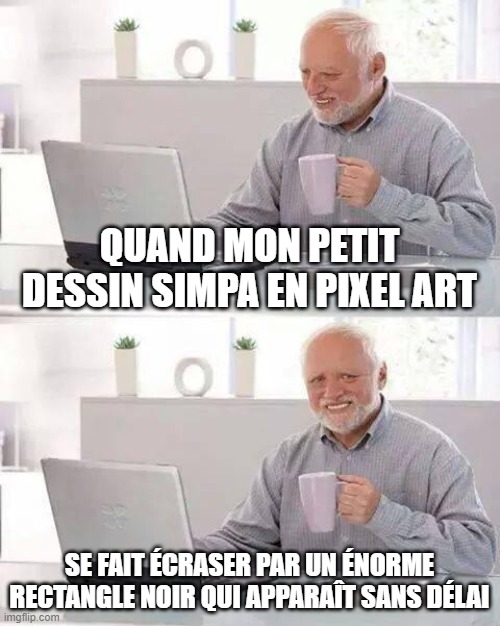 QUAND MON PETIT
DESSIN SIMPA EN PIXEL ART
SE FAIT ÉCRASER PAR UN ÉNORME
RECTANGLE NOIR QUI APPARAÎT SANS DÉLAI
imgflip.com